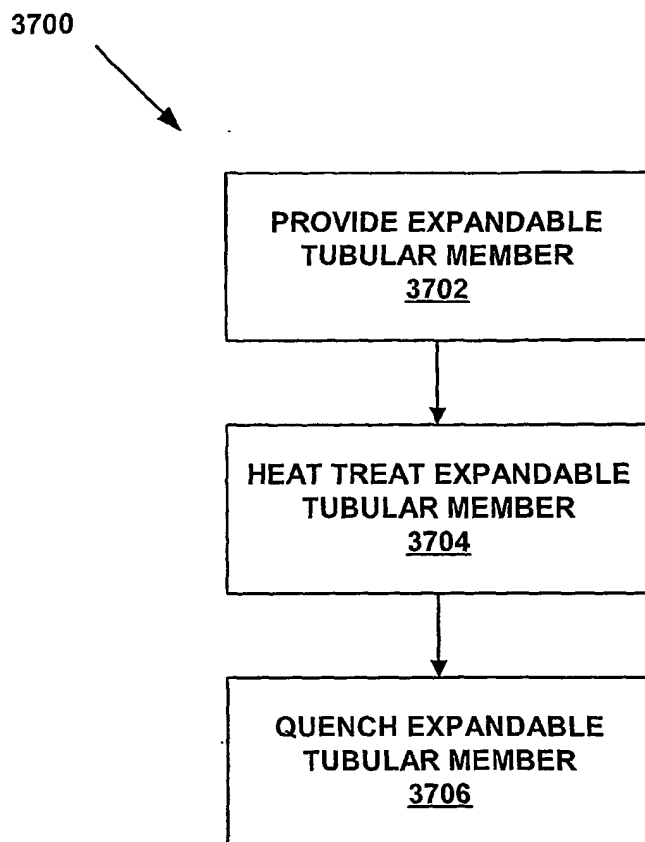 3700
PROVIDE EXPANDABLE
TUBULAR MEMBER
3702
HEAT TREAT EXPANDABLE
TUBULAR MEMBER
3704
QUENCH EXPANDABLE
TUBULAR MEMBER
3706